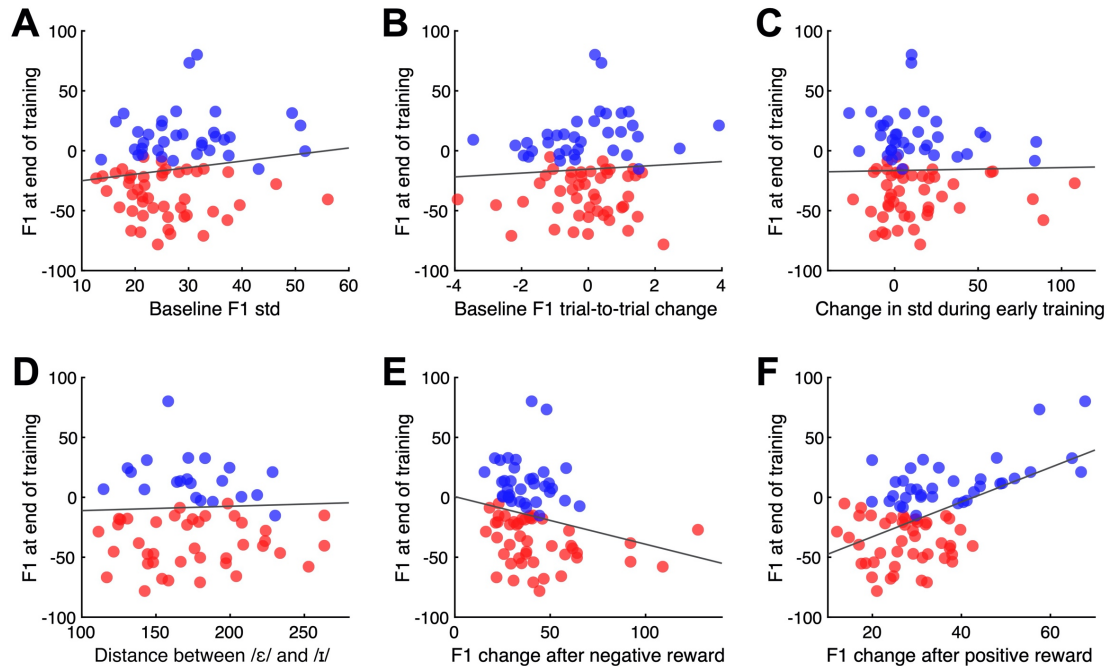 A
F1 at end of training
100
50
0
-50
-100
10 20 30 40 50 60
Baseline F1 std
B
F1 at end of training
100
50
0
-50
-100
-4 -2 0 2 4
Baseline F1 trial-to-trial change
C
F1 at end of training
100
50
0
-50
-100
0 50 100
Change in std during early training
D
F1 at end of training
100
50
0
-50
-100
100 150 200 250
Distance between /ɛ/ and /ɪ/
E
F1 at end of training
100
50
0
-50
-100
0 50 100
F1 change after negative reward
F
F1 at end of training
100
50
0
-50
-100
20 40 60
F1 change after positive reward